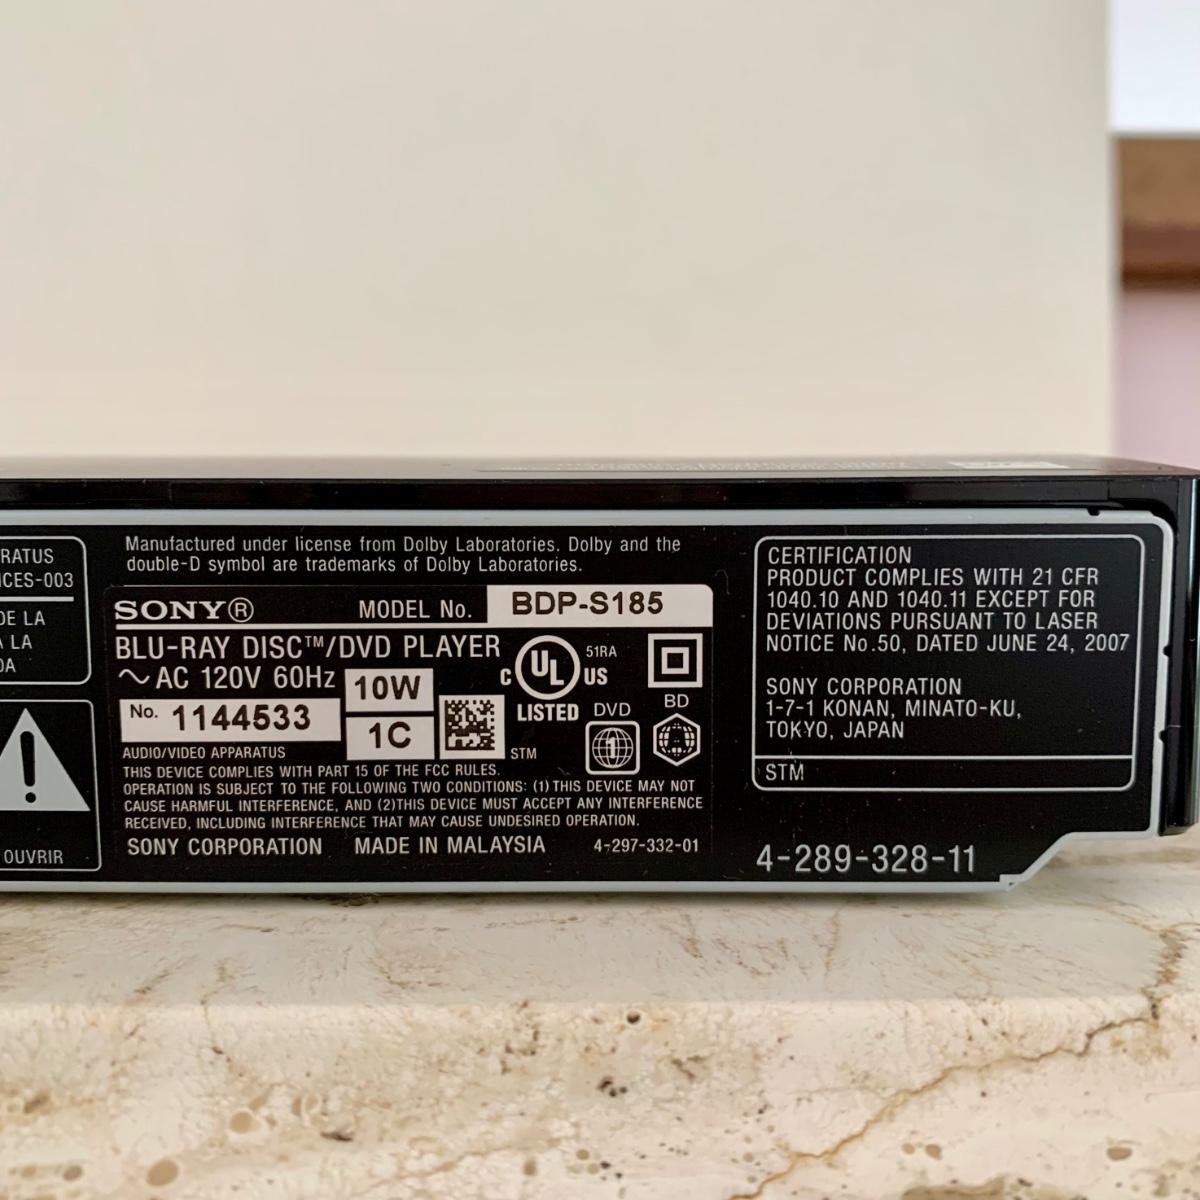 RATUS
ICES-003
DE LA
LA
OUVRIR
Manufactured under license from Dolby Laboratories. Dolby and the
double-D symbol are trademarks of Dolby Laboratories.
SONY® MODEL No. BDP-S185
BLU-RAY DISC™/DVD PLAYER
~ AC 120V 60Hz 10W
No. 1144533 1C
C UL US 51RA
LISTED
DVD
1
BD
STM
AUDIO/VIDEO APPARATUS
THIS DEVICE COMPLIES WITH PART 15 OF THE FCC RULES.
OPERATION IS SUBJECT TO THE FOLLOWING TWO CONDITIONS: (1) THIS DEVICE MAY NOT
CAUSE HARMFUL INTERFERENCE, AND (2)THIS DEVICE MUST ACCEPT ANY INTERFERENCE
RECEIVED, INCLUDING INTERFERENCE THAT MAY CAUSE UNDESIRED OPERATION.
SONY CORPORATION MADE IN MALAYSIA 4-297-332-01
CERTIFICATION
PRODUCT COMPLIES WITH 21 CFR
1040.10 AND 1040.11 EXCEPT FOR
DEVIATIONS PURSUANT TO LASER
NOTICE No.50, DATED JUNE 24, 2007
SONY CORPORATION
1-7-1 KONAN, MINATO-KU,
TOKYO, JAPAN
STM
4-289-328-11